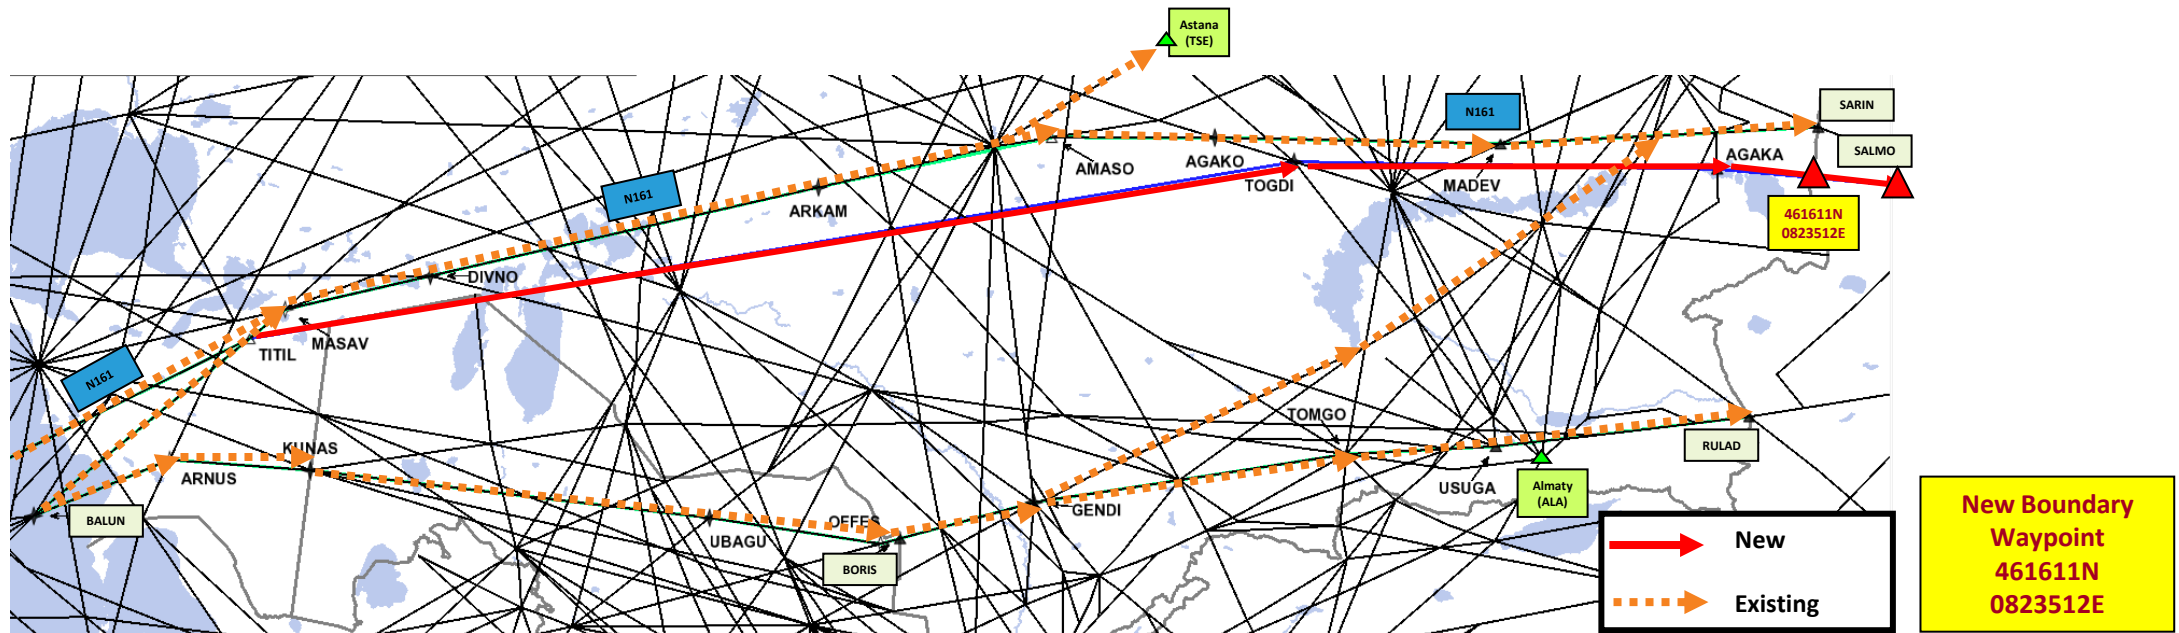 Astana
(TSE)
N161
SARIN
SALMO
AMASO
AGAKO
TOGDI
MADEV
AGAKA
N161
ARKAM
461611N
0823512E
DIVNO
TITIL
MASAV
N161
KUNAS
ARNUS
TOMGO
RULAD
USUGA
Almaty
(ALA)
BALUN
UBAGU
OFFES
GENDI
BORIS
New
Existing
New Boundary
Waypoint
461611N
0823512E